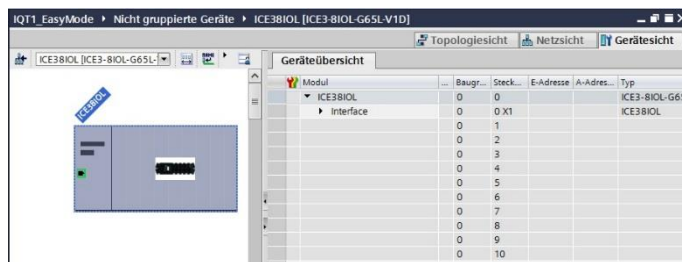 IQT1_EasyMode ▸ Nicht gruppierte Geräte ▸ ICE38IOL [ICE3-8IOL-G65L-V1D]
Topologiesicht Netzsicht Gerätesicht
ICE38IOL [ICE3-8IOL-G65L-
Geräteübersicht
Modul ... Baugr... Steck... E-Adresse A-Adres... Typ
ICE38IOL 0 0 ICE3-8IOL-G65
Interface 0 0 X1 ICE38IOL
0 1
0 2
0 3
0 4
0 5
0 6
0 7
0 8
0 9
0 10
ICE38IOL